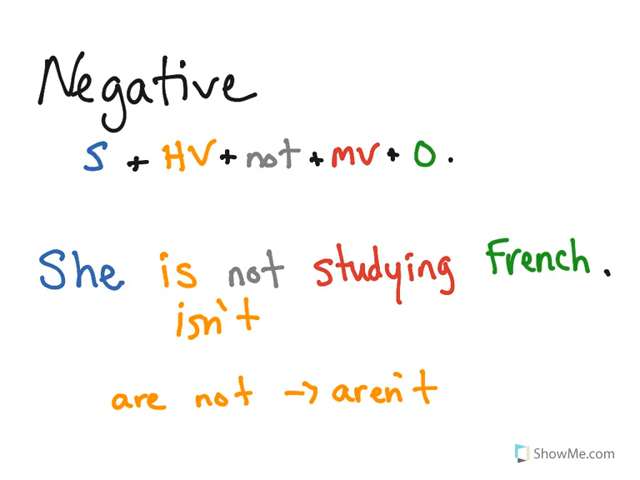 Negative
S + HV + not + MV + O.
She is not studying French.
isn't
are not → aren't
ShowMe.com